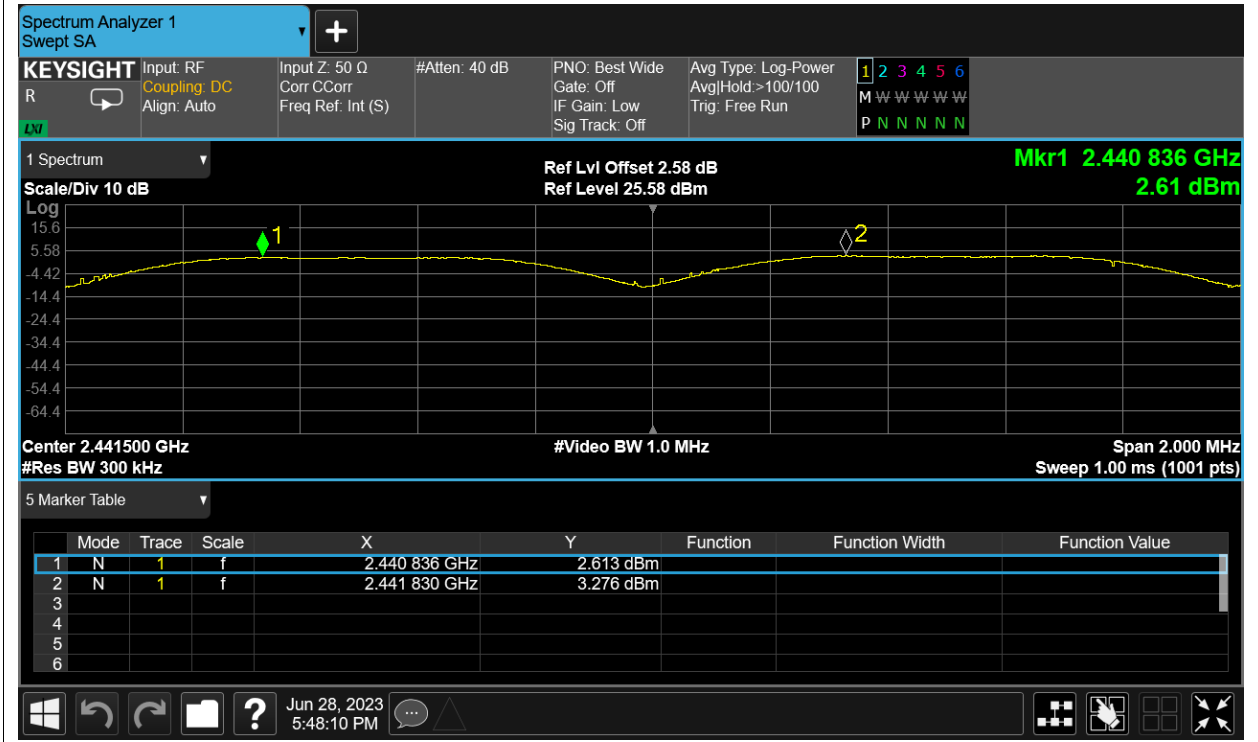 Spectrum Analyzer 1
Swept SA
KEYSIGHT
R
LXI
Input: RF
Coupling: DC
Align: Auto
Input Z: 50 Ω
Corr CCorr
Freq Ref: Int (S)
#Atten: 40 dB
PNO: Best Wide
Gate: Off
IF Gain: Low
Sig Track: Off
Avg Type: Log-Power
Avg|Hold:>100/100
Trig: Free Run
1 2 3 4 5 6
M W W W W W
P N N N N N
1 Spectrum
Scale/Div 10 dB
Ref Lvl Offset 2.58 dB
Ref Level 25.58 dBm
Mkr1 2.440 836 GHz
2.61 dBm
Log
15.6
5.58
-4.42
-14.4
-24.4
-34.4
-44.4
-54.4
-64.4
1
2
Center 2.441500 GHz
#Video BW 1.0 MHz
Span 2.000 MHz
#Res BW 300 kHz
Sweep 1.00 ms (1001 pts)
5 Marker Table
Mode Trace Scale X Y Function Function Width Function Value
1 N 1 f 2.440 836 GHz 2.613 dBm
2 N 1 f 2.441 830 GHz 3.276 dBm
3
4
5
6
?
Jun 28, 2023
5:48:10 PM